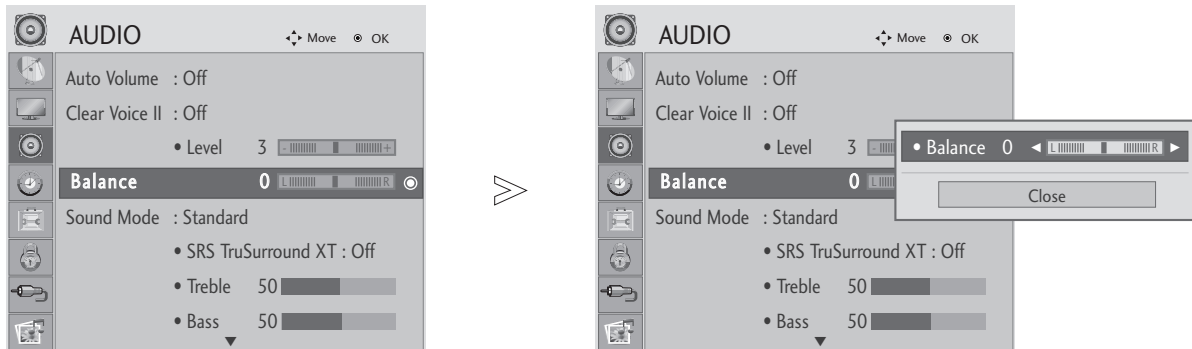 AUDIO Move OK
Auto Volume : Off
Clear Voice II : Off
• Level 3 - +
Balance 0 L R
Sound Mode : Standard
• SRS TruSurround XT : Off
• Treble 50
• Bass 50
AUDIO Move OK
Auto Volume : Off
Clear Voice II : Off
• Level 3 -
Balance 0 L
Sound Mode : Standard
• SRS TruSurround XT : Off
• Treble 50
• Bass 50
• Balance 0 L R
Close